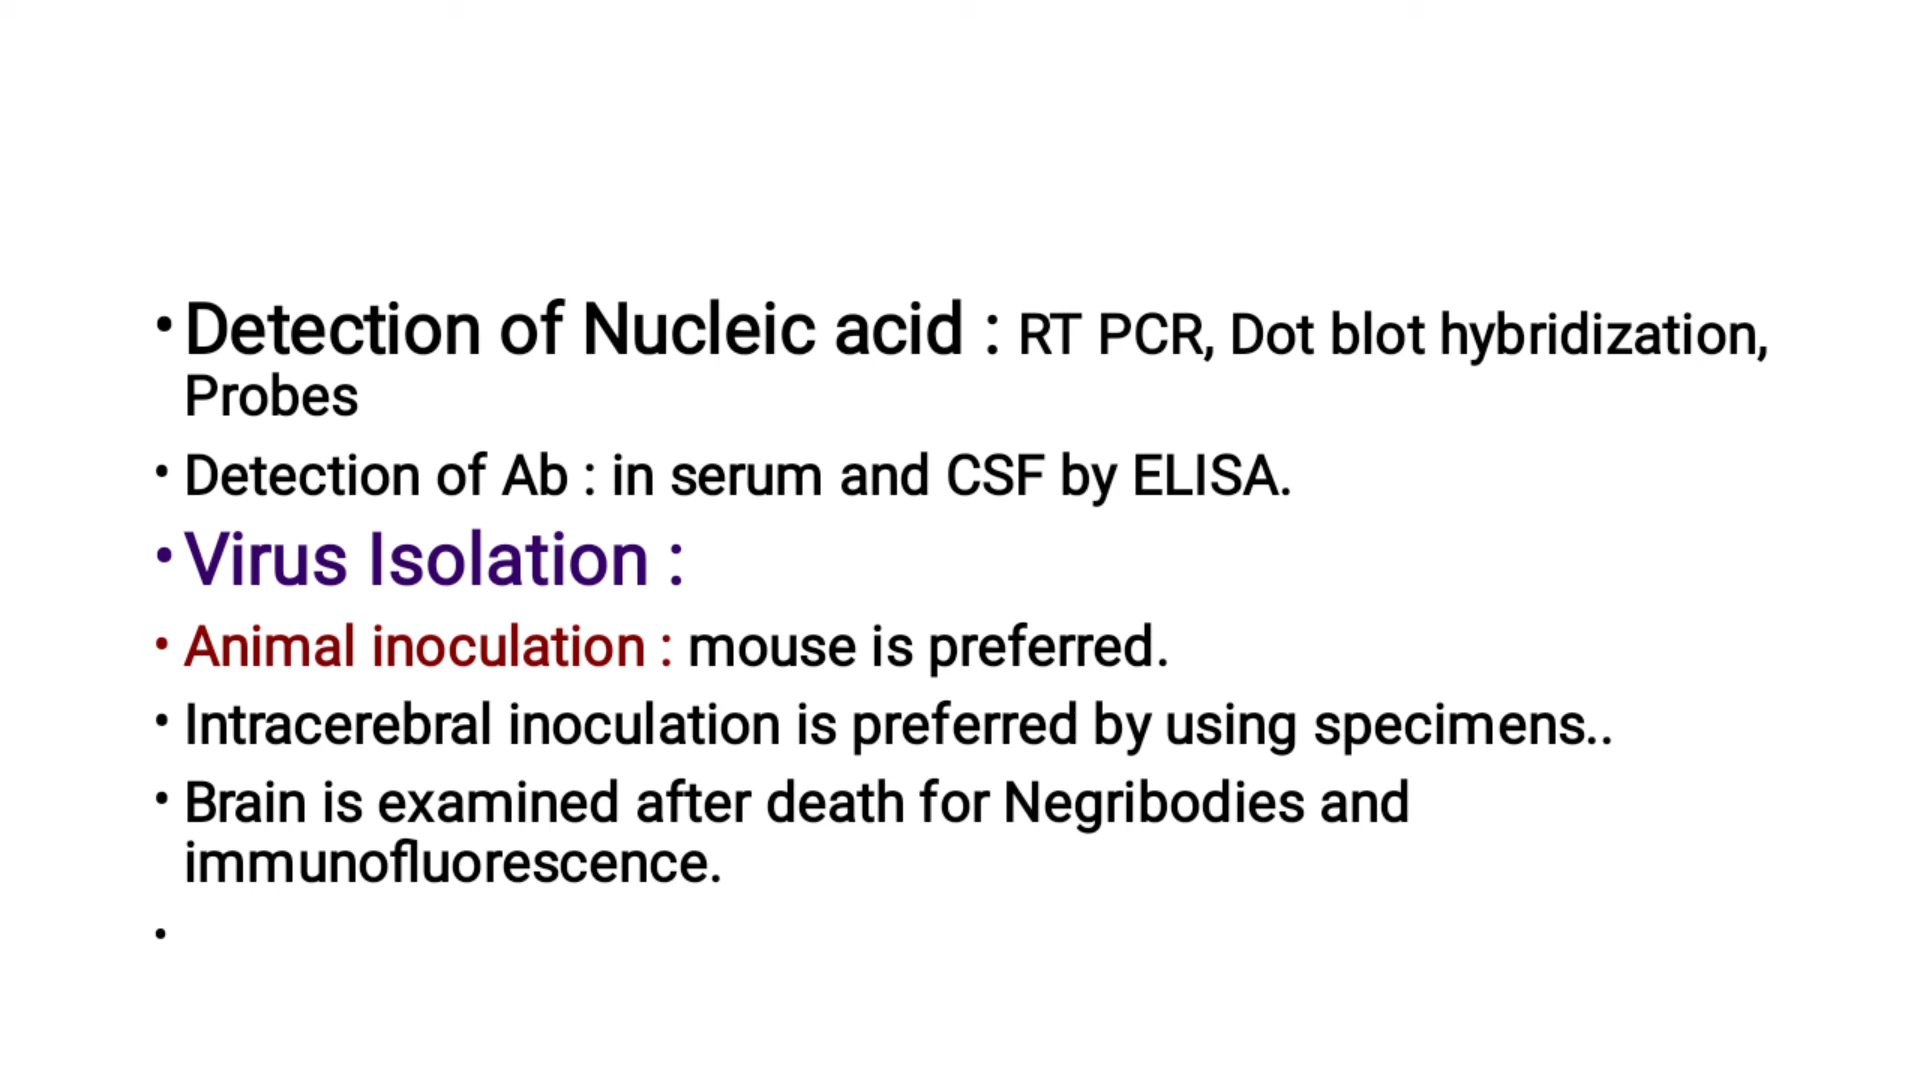 • Detection of Nucleic acid : RT PCR, Dot blot hybridization,
Probes
• Detection of Ab : in serum and CSF by ELISA.
• Virus Isolation :
• Animal inoculation : mouse is preferred.
• Intracerebral inoculation is preferred by using specimens..
• Brain is examined after death for Negribodies and
immunofluorescence.
•